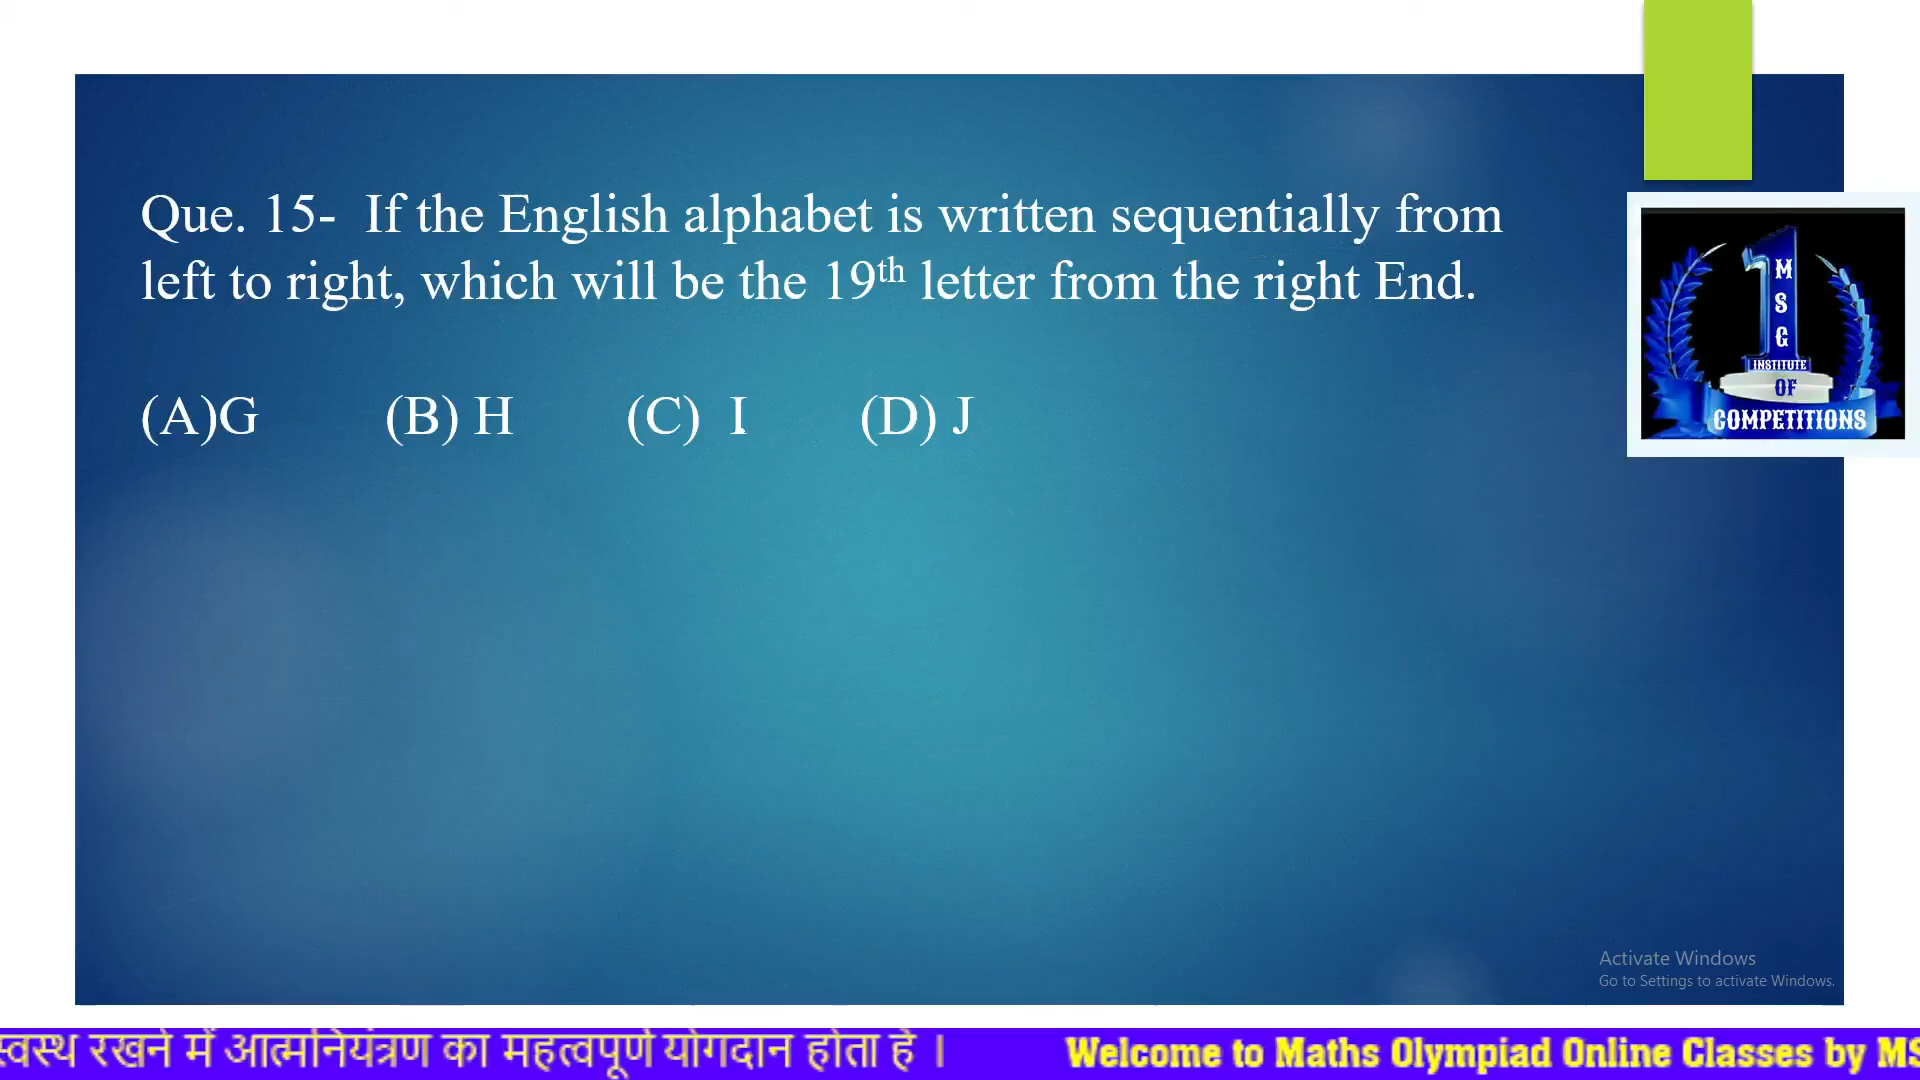 Que. 15-  If the English alphabet is written sequentially from
left to right, which will be the 19th letter from the right End.
(A)G (B) H (C) I (D) J
M
S
G
INSTITUTE
OF
COMPETITIONS
Activate Windows
Go to Settings to activate Windows.
स्वस्थ रखने में आत्मनियंत्रण का महत्वपूर्ण योगदान होता है । Welcome to Maths Olympiad Online Classes by MS